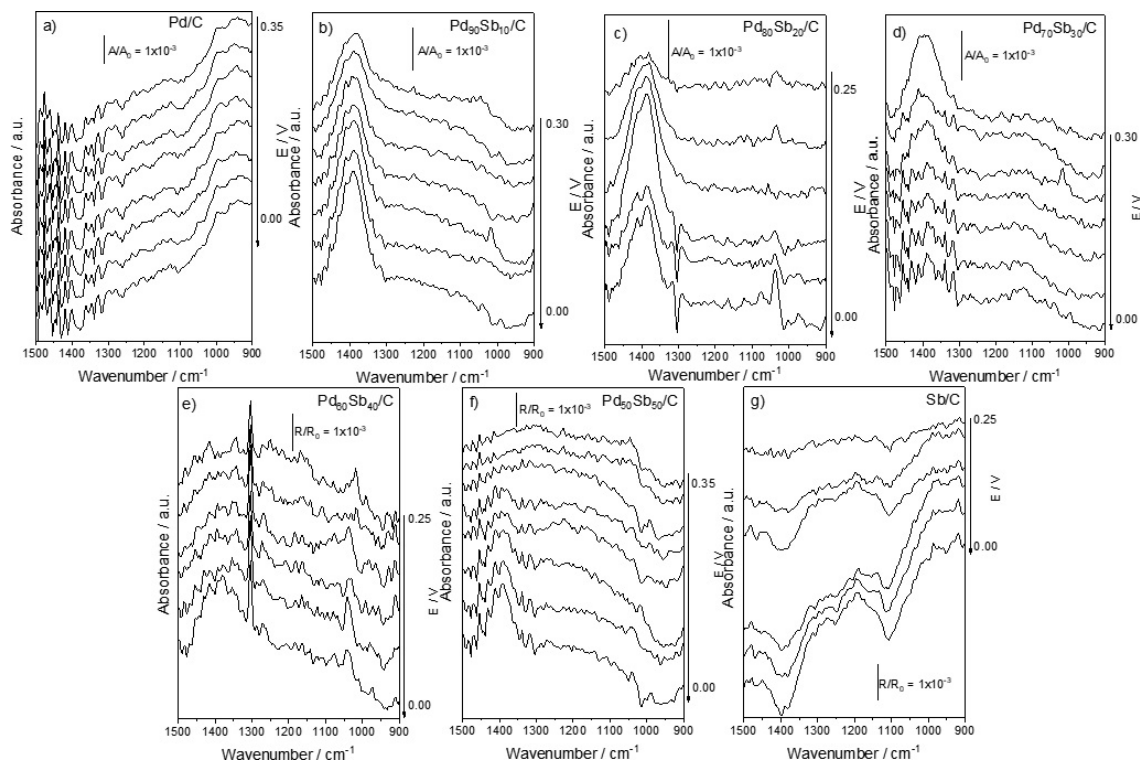 a) Pd/C
0.35
A/A₀ = 1x10⁻³
Absorbance / a.u.
E / V
0.00
1500 1400 1300 1200 1100 1000 900
Wavenumber / cm⁻¹
b) Pd₉₀Sb₁₀/C
A/A₀ = 1x10⁻³
0.30
Absorbance / a.u.
E / V
0.00
1500 1400 1300 1200 1100 1000 900
Wavenumber / cm⁻¹
c) Pd₈₀Sb₂₀/C
A/A₀ = 1x10⁻³
0.25
Absorbance / a.u.
E / V
0.00
1500 1400 1300 1200 1100 1000 900
Wavenumber / cm⁻¹
d) Pd₇₀Sb₃₀/C
A/A₀ = 1x10⁻³
0.30
Absorbance / a.u.
E / V
0.00
1500 1400 1300 1200 1100 1000 900
Wavenumber / cm⁻¹
e) Pd₆₀Sb₄₀/C
R/R₀ = 1x10⁻³
0.25
Absorbance / a.u.
E / V
0.00
1500 1400 1300 1200 1100 1000 900
Wavenumber / cm⁻¹
f) Pd₅₀Sb₅₀/C
R/R₀ = 1x10⁻³
0.35
Absorbance / a.u.
E / V
0.00
1500 1400 1300 1200 1100 1000 900
Wavenumber / cm⁻¹
g) Sb/C
0.25
Absorbance / a.u.
E / V
0.00
R/R₀ = 1x10⁻³
1500 1400 1300 1200 1100 1000 900
Wavenumber / cm⁻¹